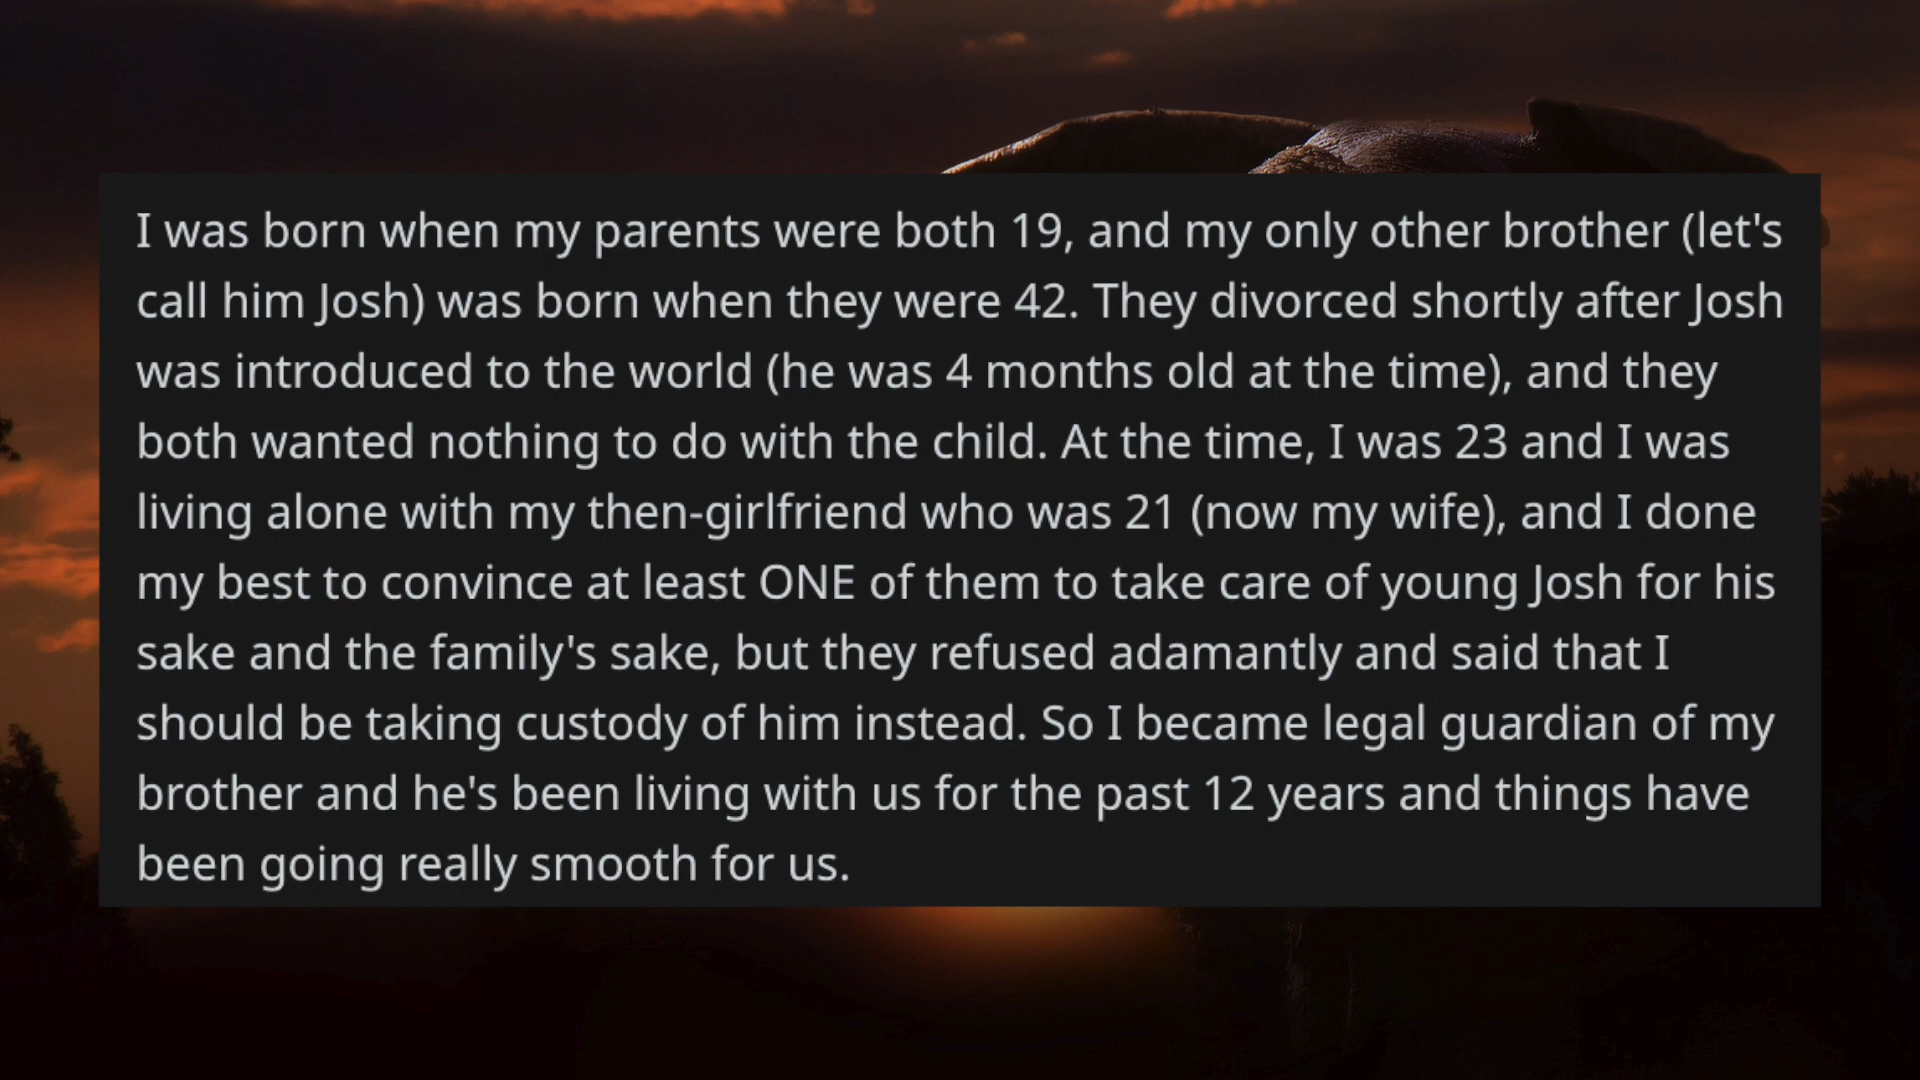 I was born when my parents were both 19, and my only other brother (let's
call him Josh) was born when they were 42. They divorced shortly after Josh
was introduced to the world (he was 4 months old at the time), and they
both wanted nothing to do with the child. At the time, I was 23 and I was
living alone with my then-girlfriend who was 21 (now my wife), and I done
my best to convince at least ONE of them to take care of young Josh for his
sake and the family's sake, but they refused adamantly and said that I
should be taking custody of him instead. So I became legal guardian of my
brother and he's been living with us for the past 12 years and things have
been going really smooth for us.